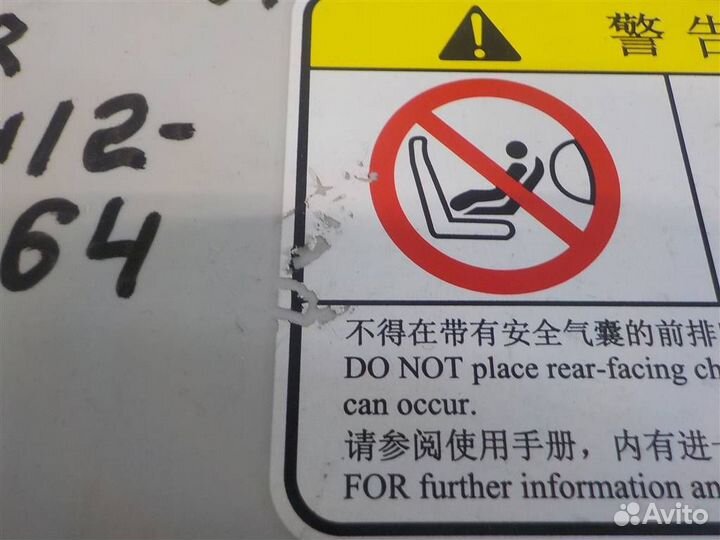 警告
12-
64
不得在带有安全气囊的前排
DO NOT place rear-facing ch
can occur.
请参阅使用手册，内有进一
FOR further information an
Avito